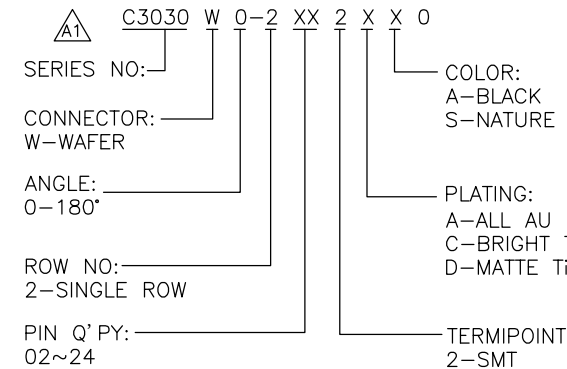 A1 C3030 W 0-2 XX 2 X X 0
SERIES NO:
CONNECTOR:
W-WAFER
ANGLE:
0-180°
ROW NO:
2-SINGLE ROW
PIN Q'PY:
02~24
COLOR:
A-BLACK
S-NATURE
PLATING:
A-ALL AU
C-BRIGHT
D-MATTE
TERMIPOINT
2-SMT